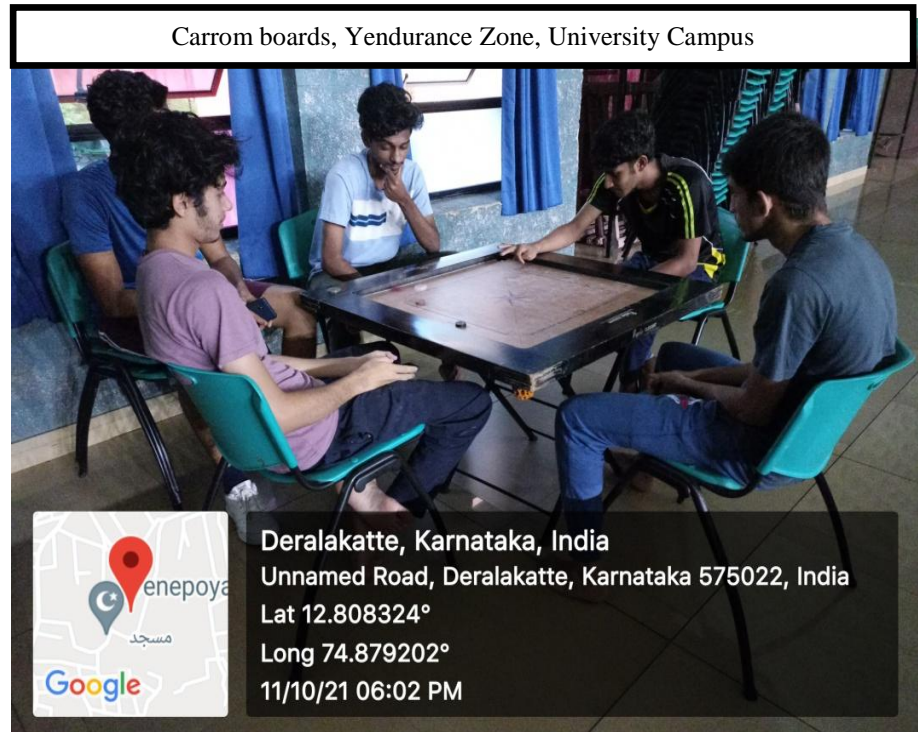 Carrom boards, Yendurance Zone, University Campus
enepoya
مسجد
Google
Deralakatte, Karnataka, India
Unnamed Road, Deralakatte, Karnataka 575022, India
Lat 12.808324°
Long 74.879202°
11/10/21 06:02 PM